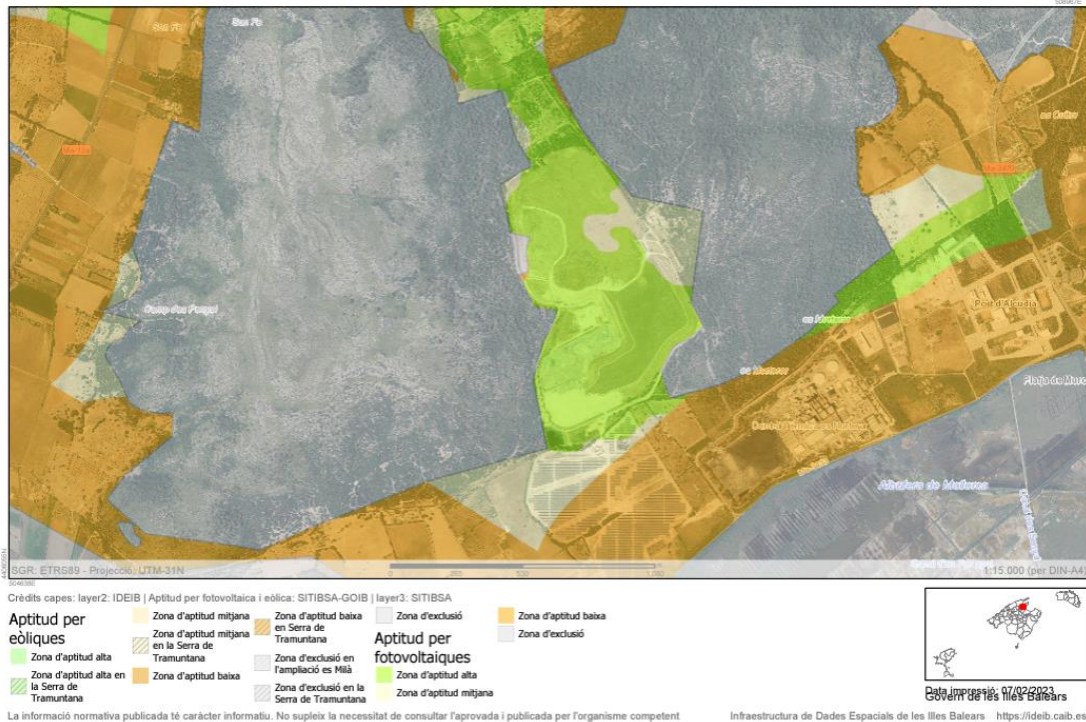 Son Fe
Camp des Pargai
es Clot
Port d'Alcúdia
Platja de Muro
Albufera de Mallorca
SGR: ETRS89 - Projecció: UTM-31N
1:15.000 (per DIN-A4)
Crèdits capes: layer2: IDEIB | Aptitud per fotovoltaica i eòlica: SITIBSA-GOIB | layer3: SITIBSA
Aptitud per
eòliques
Zona d'aptitud alta
Zona d'aptitud alta en
la Serra de
Tramuntana
Zona d'aptitud mitjana
Zona d'aptitud mitjana
en la Serra de
Tramuntana
Zona d'aptitud baixa
Zona d'aptitud baixa
en Serra de
Tramuntana
Zona d'exclusió en
l'ampliació es Milà
Zona d'exclusió en la
Serra de Tramuntana
Zona d'exclusió
Aptitud per
fotovoltaiques
Zona d'aptitud alta
Zona d'aptitud mitjana
Zona d'aptitud baixa
Zona d'exclusió
Data impressió: 07/02/2023
Govern de les Illes Balears
La informació normativa publicada té caràcter informatiu. No supleix la necessitat de consultar l'aprovada i publicada per l'organisme competent
Infraestructura de Dades Espacials de les Illes Balears https://ideib.caib.es